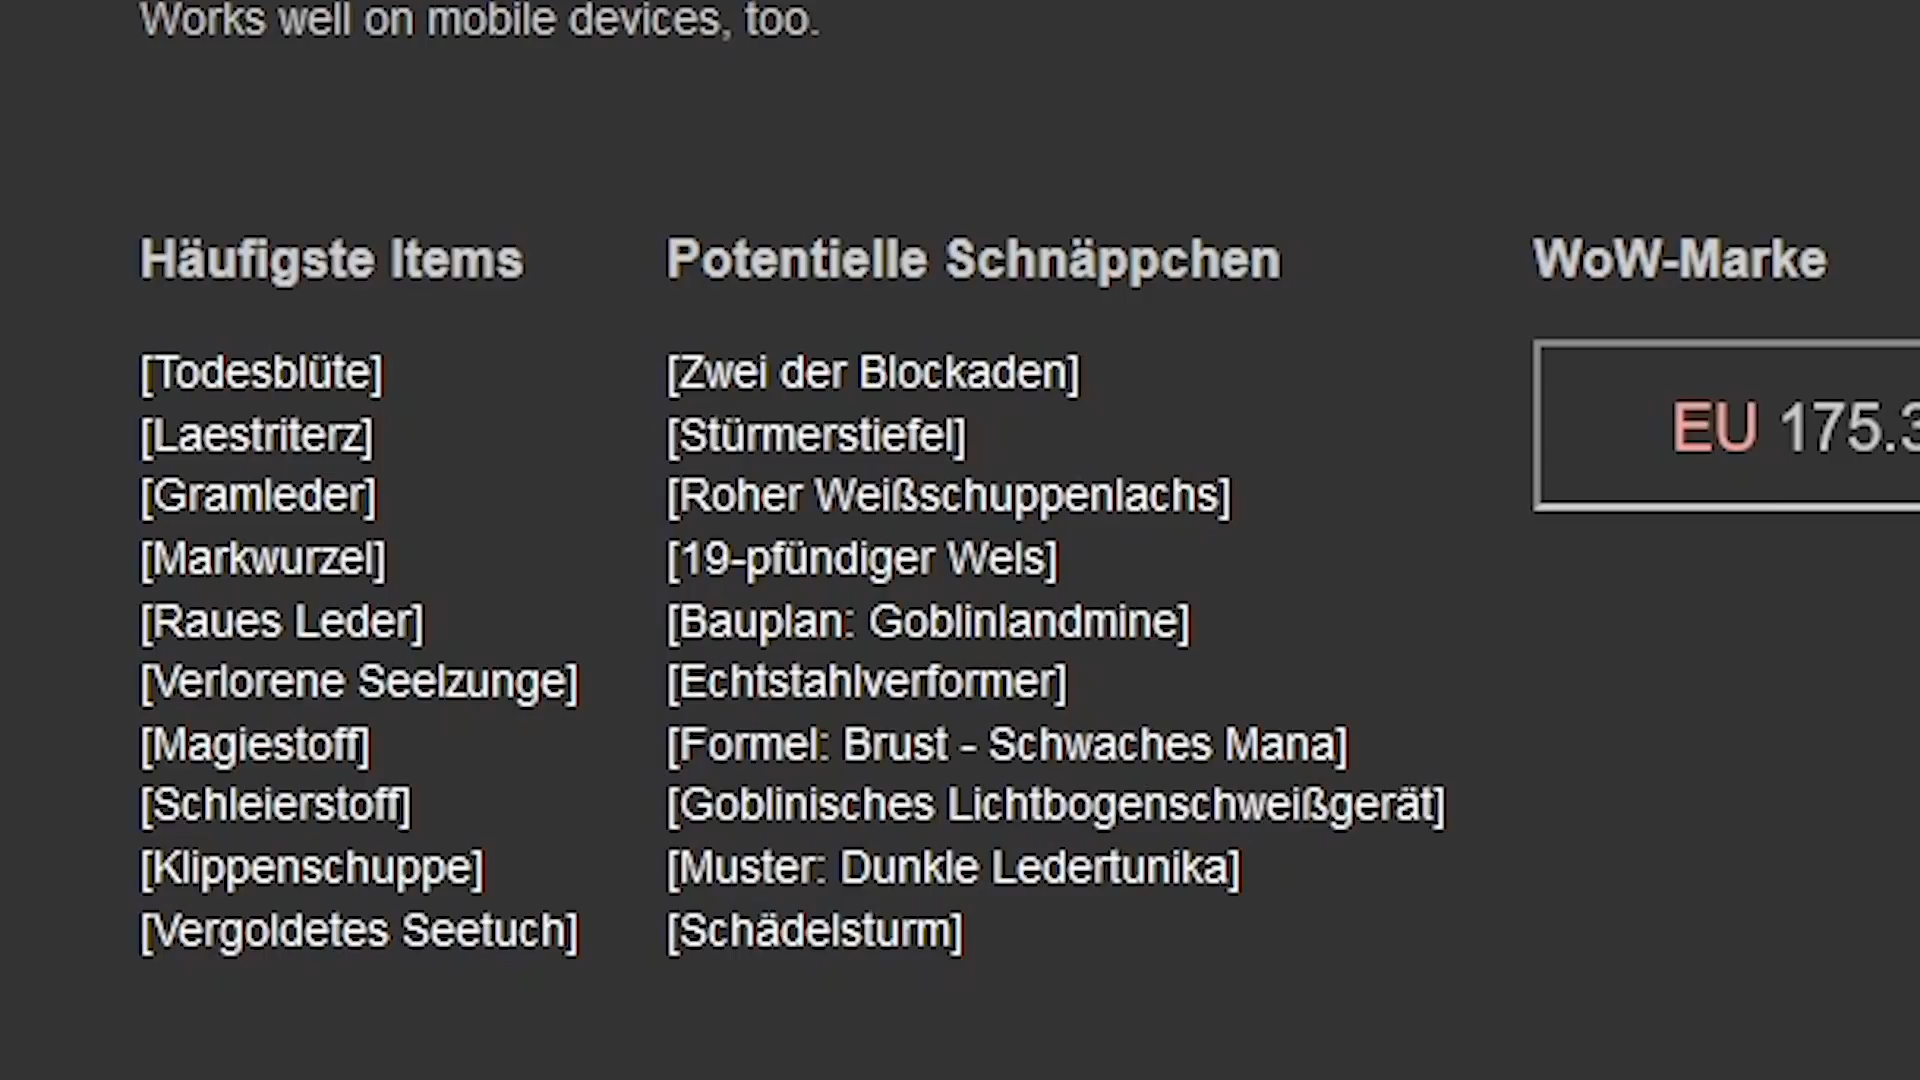 Works well on mobile devices, too.
Häufigste Items
[Todesblüte]
[Laestriterz]
[Gramleder]
[Markwurzel]
[Raues Leder]
[Verlorene Seelzunge]
[Magiestoff]
[Schleierstoff]
[Klippenschuppe]
[Vergoldetes Seetuch]
Potentielle Schnäppchen
[Zwei der Blockaden]
[Stürmerstiefel]
[Roher Weißschuppenlachs]
[19-pfündiger Wels]
[Bauplan: Goblinlandmine]
[Echtstahlverformer]
[Formel: Brust - Schwaches Mana]
[Goblinisches Lichtbogenschweißgerät]
[Muster: Dunkle Ledertunika]
[Schädelsturm]
WoW-Marke
EU 175.3